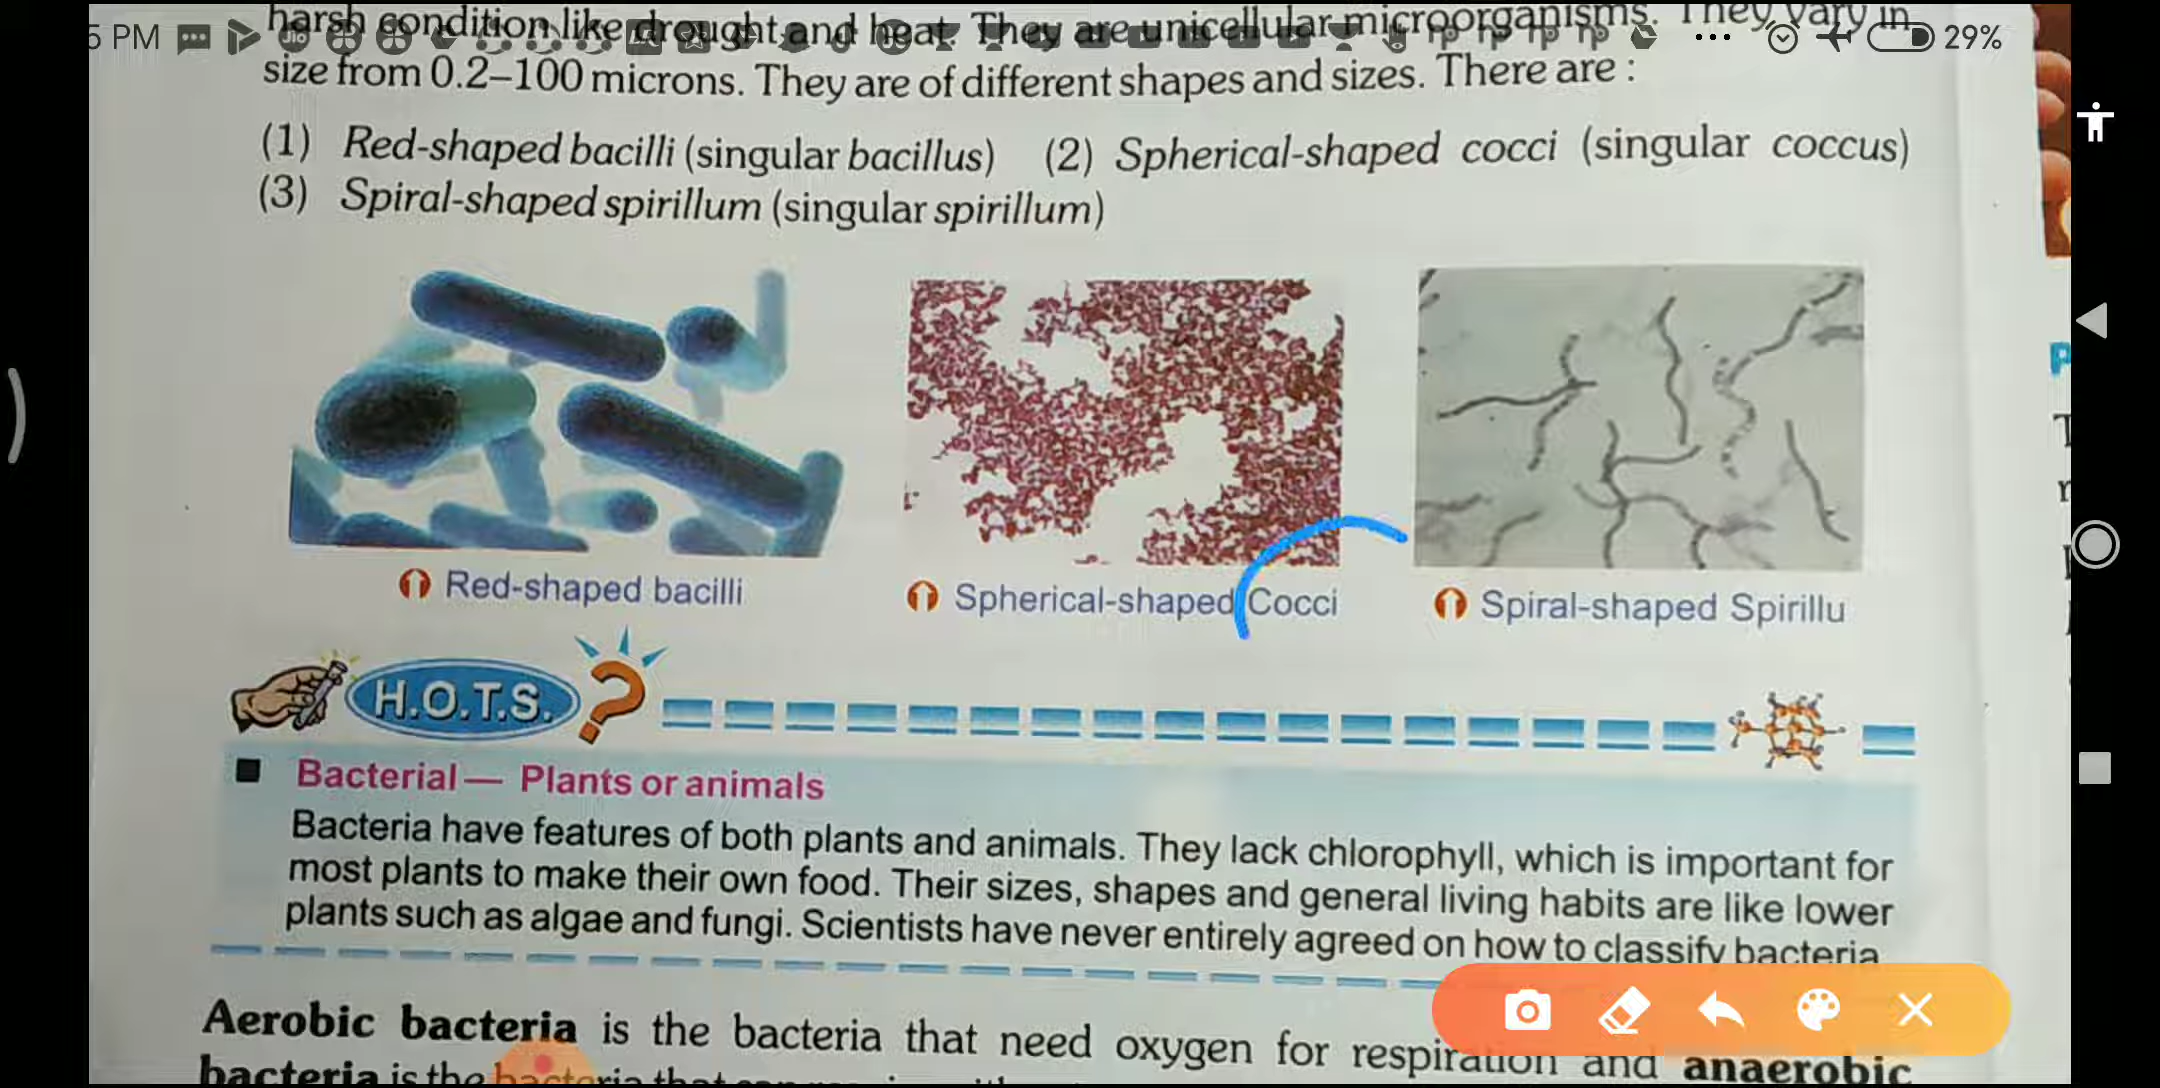 5 PM
29%
harsh condition like drought and heat. They are unicellular microorganisms. They vary in
size from 0.2–100 microns. They are of different shapes and sizes. There are :
(1) Red-shaped bacilli (singular bacillus) (2) Spherical-shaped cocci (singular coccus)
(3) Spiral-shaped spirillum (singular spirillum)
Red-shaped bacilli
Spherical-shaped Cocci
Spiral-shaped Spirillu
H.O.T.S.?
Bacterial — Plants or animals
Bacteria have features of both plants and animals. They lack chlorophyll, which is important for
most plants to make their own food. Their sizes, shapes and general living habits are like lower
plants such as algae and fungi. Scientists have never entirely agreed on how to classify bacteria
Aerobic bacteria is the bacteria that need oxygen for respiration and anaerobic
bacteria is the bacteria that